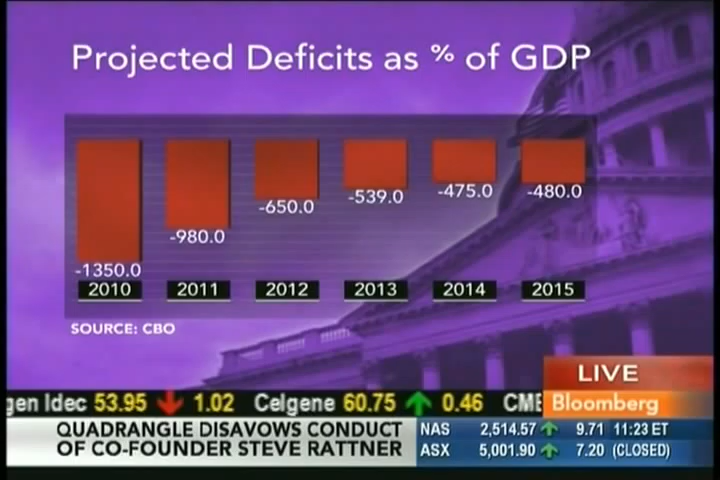 Projected Deficits as % of GDP
-1350.0 -980.0 -650.0 -539.0 -475.0 -480.0
2010 2011 2012 2013 2014 2015
SOURCE: CBO
LIVE
gen Idec 53.95 1.02 Celgene 60.75 0.46 CME
Bloomberg
QUADRANGLE DISAVOWS CONDUCT
OF CO-FOUNDER STEVE RATTNER
NAS 2,514.57 9.71 11:23 ET
ASX 5,001.90 7.20 (CLOSED)